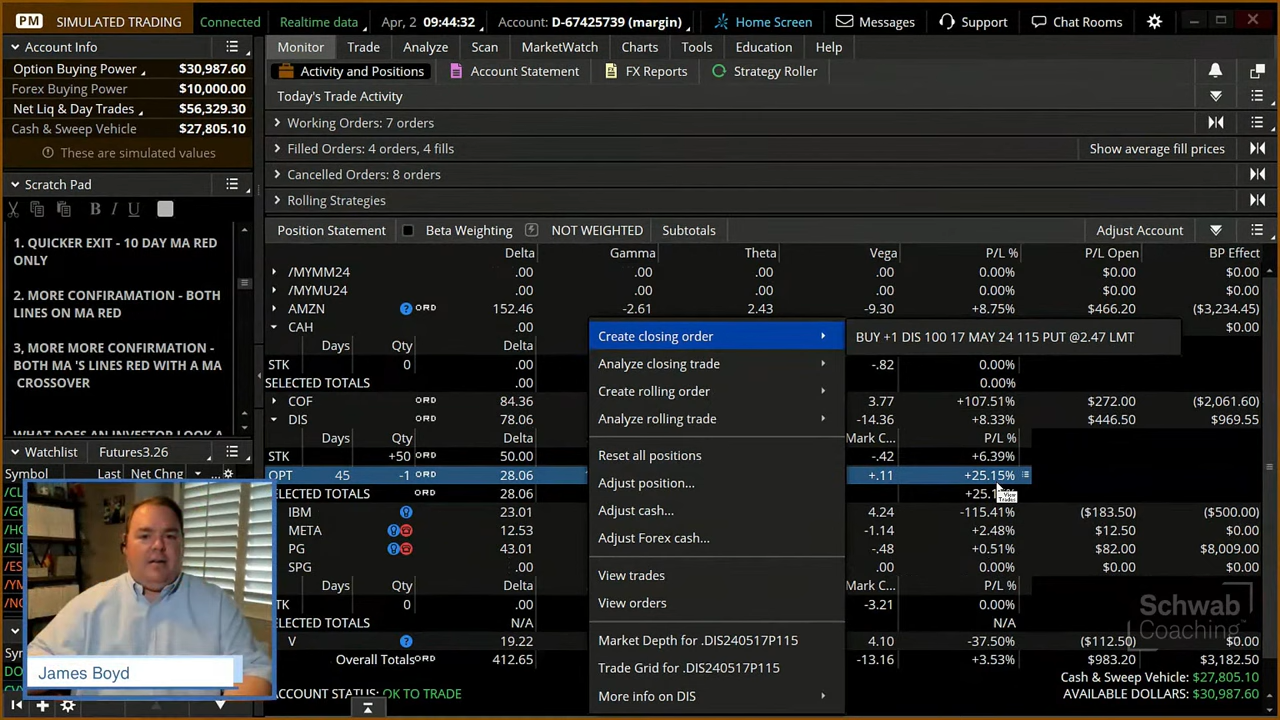 PM SIMULATED TRADING Connected Realtime data Apr, 2 09:44:32 Account: D-67425739 (margin) Home Screen Messages Support Chat Rooms
Account Info
Option Buying Power $30,987.60
Forex Buying Power $10,000.00
Net Liq & Day Trades $56,329.30
Cash & Sweep Vehicle $27,805.10
These are simulated values
Scratch Pad
B I U
1. QUICKER EXIT - 10 DAY MA RED
ONLY
2. MORE CONFIRAMATION - BOTH
LINES ON MA RED
3, MORE MORE CONFIRMATION -
BOTH MA 'S LINES RED WITH A MA
CROSSOVER
WHAT DOES AN INVESTOR LOOK A
Watchlist Futures3.26
Symbol Last Net Chng
Monitor Trade Analyze Scan MarketWatch Charts Tools Education Help
Activity and Positions Account Statement FX Reports Strategy Roller
Today's Trade Activity
Working Orders: 7 orders
Filled Orders: 4 orders, 4 fills Show average fill prices
Cancelled Orders: 8 orders
Rolling Strategies
Position Statement Beta Weighting NOT WEIGHTED Subtotals Adjust Account
Delta Gamma Theta Vega P/L % P/L Open BP Effect
/MYMM24 .00 .00 .00 .00 0.00% $0.00 $0.00
/MYMU24 .00 .00 .00 .00 0.00% $0.00 $0.00
AMZN ORD 152.46 -2.61 2.43 -9.30 +8.75% $466.20 ($3,234.45)
CAH .00 $0.00
Days Qty Delta
STK 0 .00 -.82 0.00%
SELECTED TOTALS .00 0.00%
COF ORD 84.36 3.77 +107.51% $272.00 ($2,061.60)
DIS ORD 78.06 -14.36 +8.33% $446.50 $969.55
Days Qty Delta Mark C... P/L %
STK +50 ORD 50.00 -.42 +6.39%
OPT 45 -1 ORD 28.06 +.11 +25.15%
SELECTED TOTALS 28.06
IBM 23.01 4.24 -115.41% ($183.50) ($500.00)
META 12.53 -1.14 +2.48% $12.50 $0.00
PG 43.01 -.48 +0.51% $82.00 $8,009.00
SPG .00 .00 0.00% $0.00 $0.00
Days Qty Delta Mark C... P/L %
0 .00 -3.21 0.00%
N/A N/A
V 19.22 4.10 -37.50% ($112.50)
Overall Totals ORD 412.65 -13.16 +3.53% $983.20 $3,182.50
Cash & Sweep Vehicle: $27,805.10
ACCOUNT STATUS: OK TO TRADE AVAILABLE DOLLARS: $30,987.60
Create closing order
BUY +1 DIS 100 17 MAY 24 115 PUT @2.47 LMT
Analyze closing trade
Create rolling order
Analyze rolling trade
Reset all positions
Adjust position...
Adjust cash...
Adjust Forex cash...
View trades
View orders
Market Depth for .DIS240517P115
Trade Grid for .DIS240517P115
More info on DIS
Schwab
Coaching
James Boyd